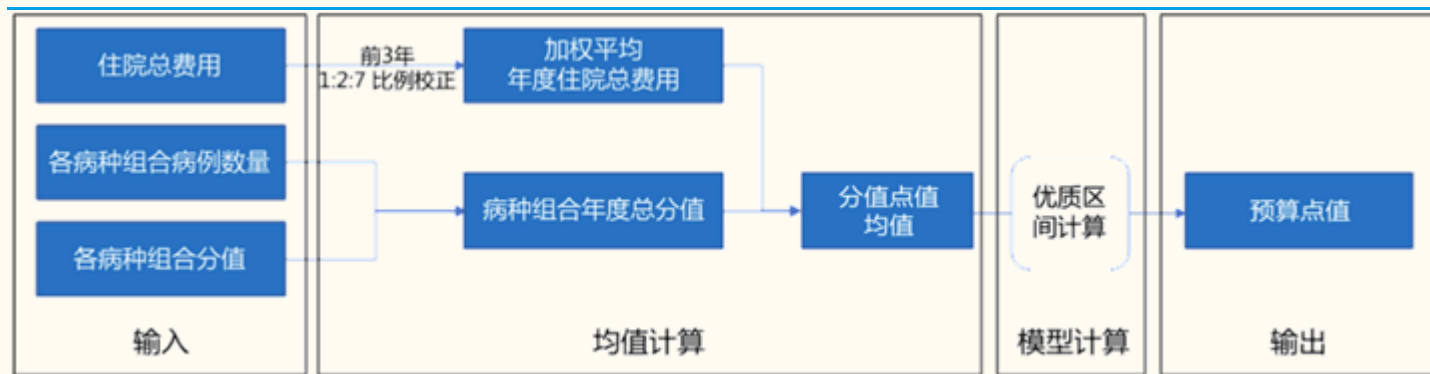 住院总费用
前3年
1:2:7 比例校正
加权平均
年度住院总费用
各病种组合病例数量
各病种组合分值
病种组合年度总分值
分值点值
均值
优质区
间计算
预算点值
输入
均值计算
模型计算
输出